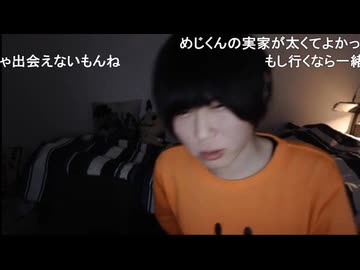 めじくんの実家が太くてよかっ
ゃ出会えないもんね
もし行くなら一緒